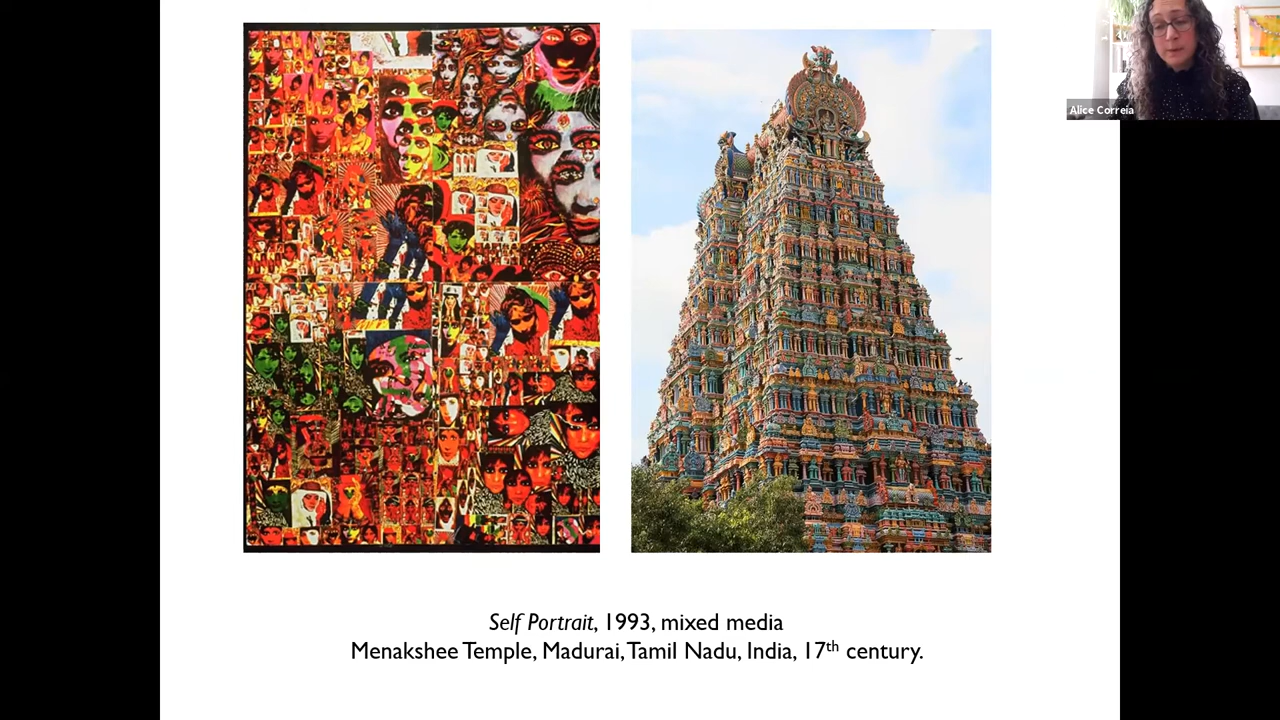 Alice Correia
Self Portrait, 1993, mixed media
Menakshee Temple, Madurai, Tamil Nadu, India, 17th century.